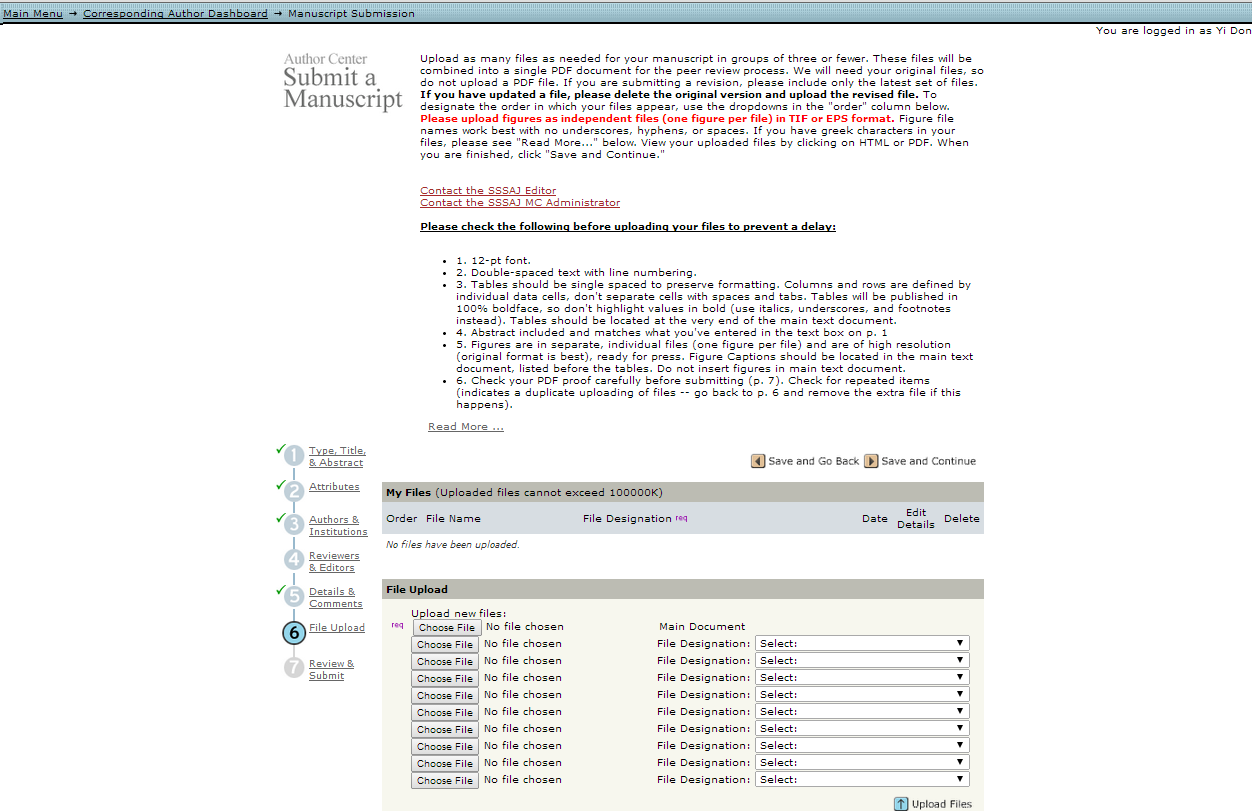 Main Menu → Corresponding Author Dashboard → Manuscript Submission
You are logged in as Yi Don
Author Center
Submit a
Manuscript
Upload as many files as needed for your manuscript in groups of three or fewer. These files will be
combined into a single PDF document for the peer review process. We will need your original files, so
do not upload a PDF file. If you are submitting a revision, please include only the latest set of files.
If you have updated a file, please delete the original version and upload the revised file. To
designate the order in which your files appear, use the dropdowns in the "order" column below.
Please upload figures as independent files (one figure per file) in TIF or EPS format. Figure file
names work best with no underscores, hyphens, or spaces. If you have greek characters in your
files, please see "Read More..." below. View your uploaded files by clicking on HTML or PDF. When
you are finished, click "Save and Continue."
Contact the SSSAJ Editor
Contact the SSSAJ MC Administrator
Please check the following before uploading your files to prevent a delay:
• 1. 12-pt font.
• 2. Double-spaced text with line numbering.
• 3. Tables should be single spaced to preserve formatting. Columns and rows are defined by
individual data cells, don't separate cells with spaces and tabs. Tables will be published in
100% boldface, so don't highlight values in bold (use italics, underscores, and footnotes
instead). Tables should be located at the very end of the main text document.
• 4. Abstract included and matches what you've entered in the text box on p. 1
• 5. Figures are in separate, individual files (one figure per file) and are of high resolution
(original format is best), ready for press. Figure Captions should be located in the main text
document, listed before the tables. Do not insert figures in main text document.
• 6. Check your PDF proof carefully before submitting (p. 7). Check for repeated items
(indicates a duplicate uploading of files -- go back to p. 6 and remove the extra file if this
happens).
Read More ...
1 Type, Title,
& Abstract
2 Attributes
3 Authors &
Institutions
4 Reviewers
& Editors
5 Details &
Comments
6 File Upload
7 Review &
Submit
Save and Go Back Save and Continue
My Files (Uploaded files cannot exceed 100000K)
Order File Name File Designation req Date Edit Details Delete
No files have been uploaded.
File Upload
Upload new files:
req Choose File No file chosen Main Document
Choose File No file chosen File Designation: Select:
Choose File No file chosen File Designation: Select:
Choose File No file chosen File Designation: Select:
Choose File No file chosen File Designation: Select:
Choose File No file chosen File Designation: Select:
Choose File No file chosen File Designation: Select:
Choose File No file chosen File Designation: Select:
Choose File No file chosen File Designation: Select:
Choose File No file chosen File Designation: Select:
Upload Files